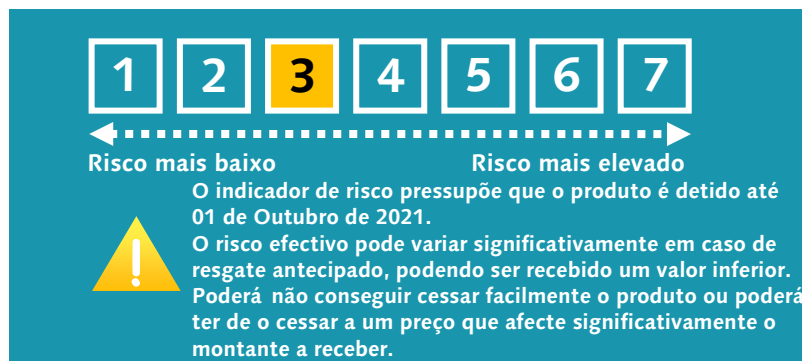 1 2 3 4 5 6 7
Risco mais baixo Risco mais elevado
O indicador de risco pressupõe que o produto é detido até
01 de Outubro de 2021.
O risco efectivo pode variar significativamente em caso de
resgate antecipado, podendo ser recebido um valor inferior.
Poderá não conseguir cessar facilmente o produto ou poderá
ter de o cessar a um preço que afecte significativamente o
montante a receber.